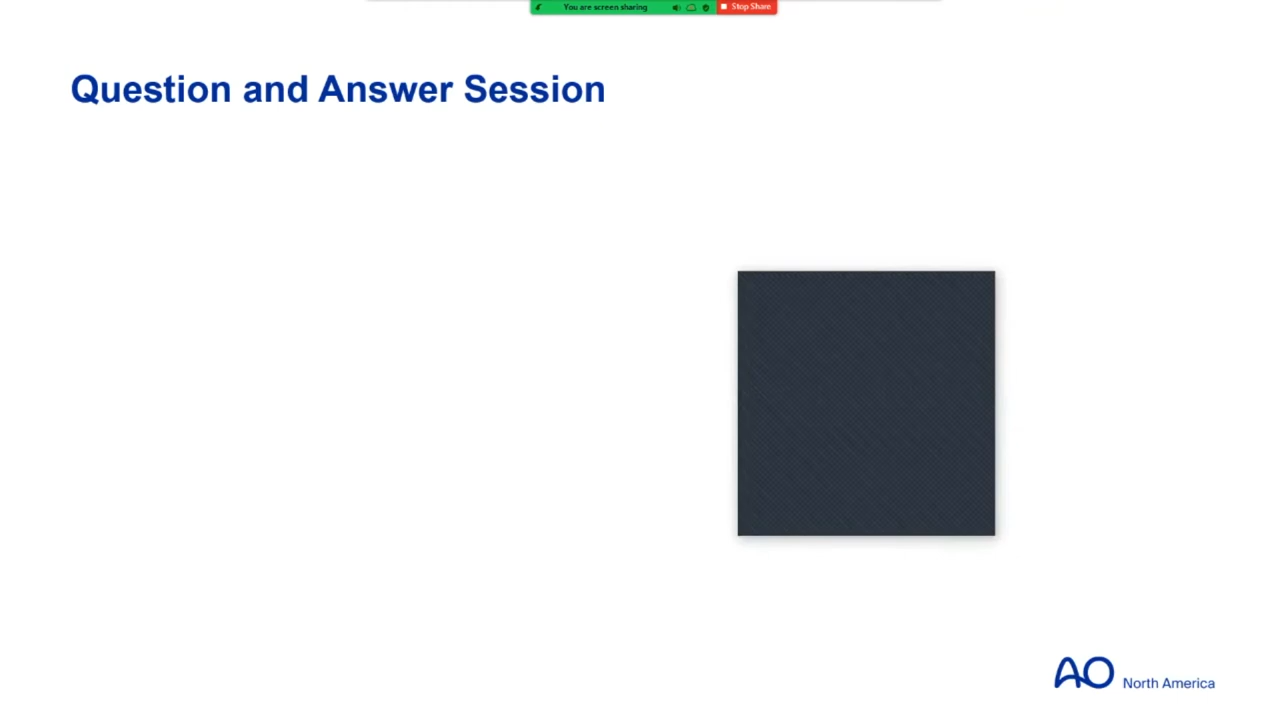 You are screen sharing
Stop Share
Question and Answer Session
AO North America